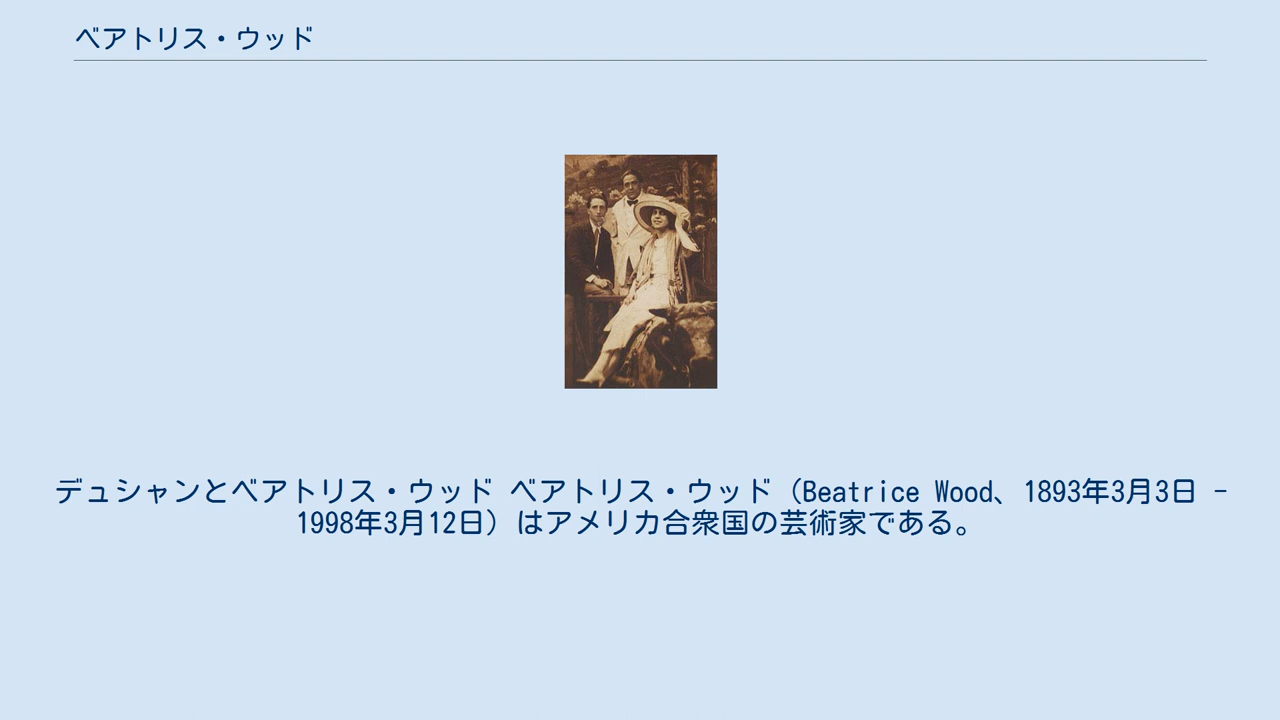 ベアトリス・ウッド
デュシャンとベアトリス・ウッド ベアトリス・ウッド（Beatrice Wood、1893年3月3日 -
1998年3月12日）はアメリカ合衆国の芸術家である。